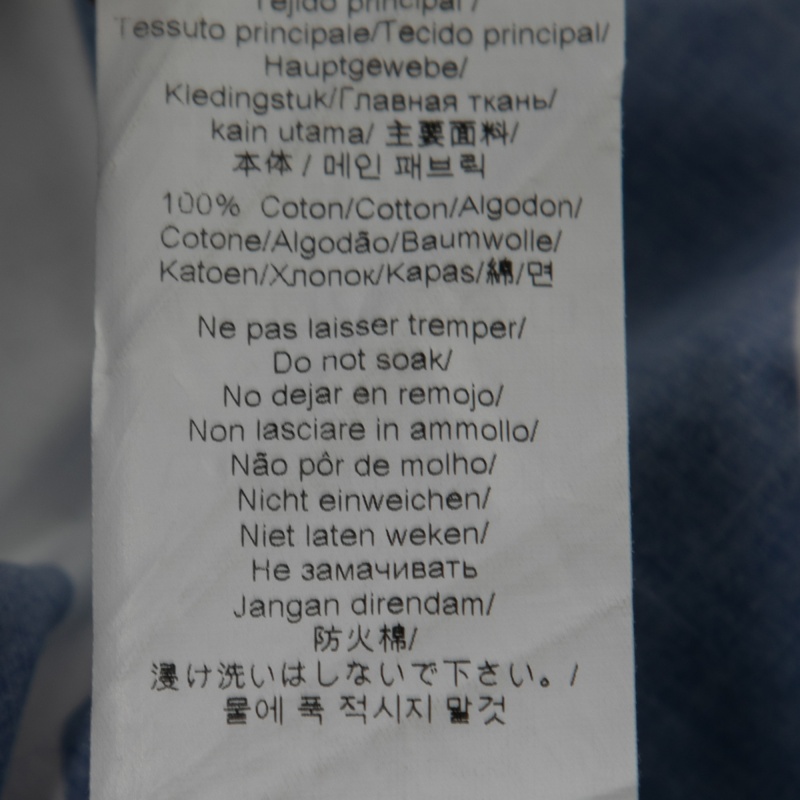 Tejido principal /
Tessuto principale/Tecido principal/
Hauptgewebe/
Kledingstuk/Главная ткань/
kain utama/ 主要面料/
本体 / 메인 패브릭
100% Coton/Cotton/Algodon/
Cotone/Algodão/Baumwolle/
Katoen/Хлопок/Kapas/綿/면
Ne pas laisser tremper/
Do not soak/
No dejar en remojo/
Non lasciare in ammollo/
Não pôr de molho/
Nicht einweichen/
Niet laten weken/
Не замачивать
Jangan direndam/
防火棉/
浸け洗いはしないで下さい。/
물에 푹 적시지 말것